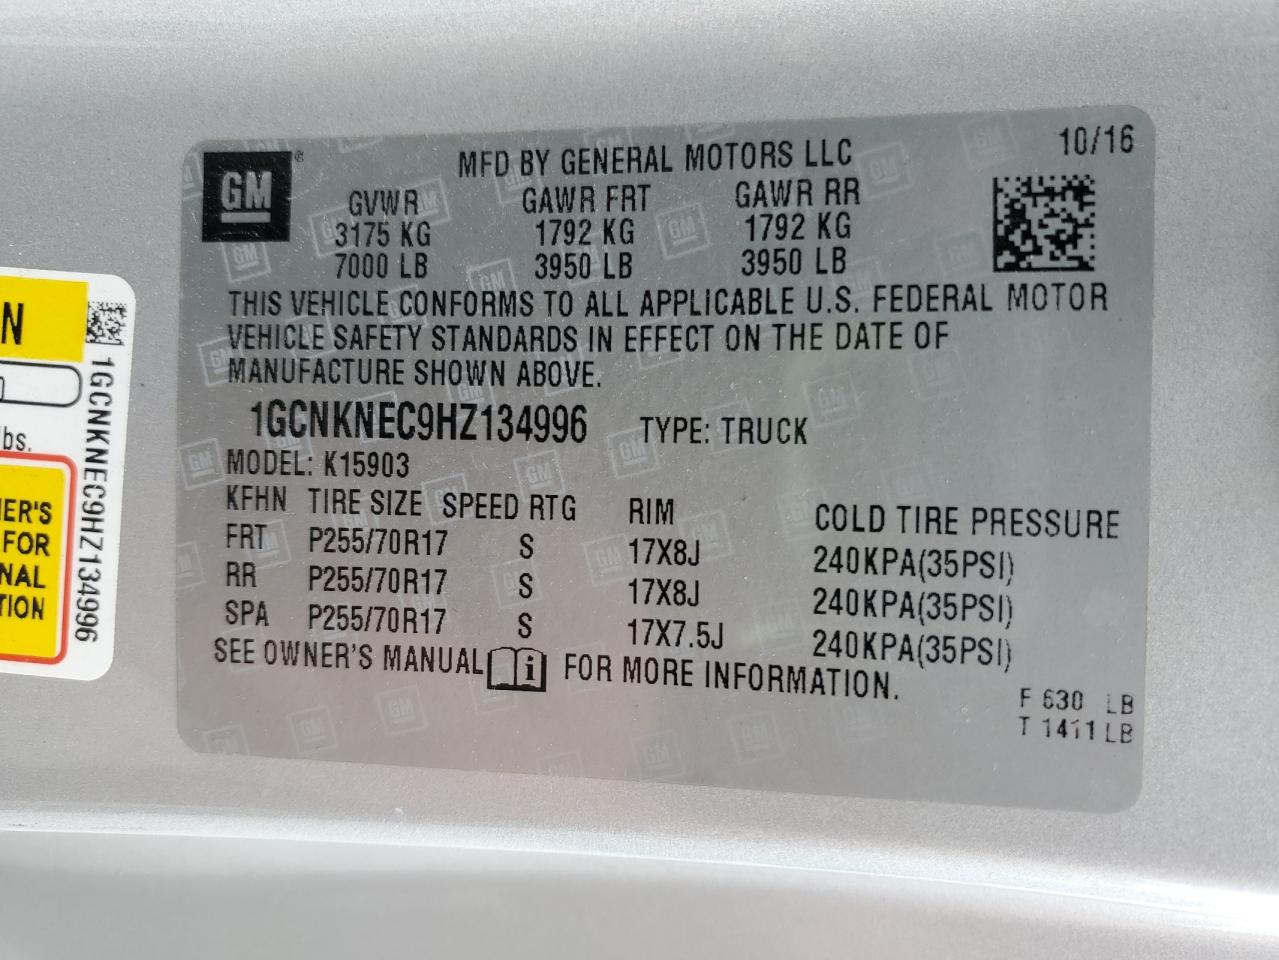 GM
MFD BY GENERAL MOTORS LLC
10/16
GVWR GAWR FRT GAWR RR
3175 KG 1792 KG 1792 KG
7000 LB 3950 LB 3950 LB
THIS VEHICLE CONFORMS TO ALL APPLICABLE U.S. FEDERAL MOTOR
VEHICLE SAFETY STANDARDS IN EFFECT ON THE DATE OF
MANUFACTURE SHOWN ABOVE.
1GCNKNEC9HZ134996 TYPE: TRUCK
MODEL: K15903
KFHN TIRE SIZE SPEED RTG RIM COLD TIRE PRESSURE
FRT P255/70R17 S 17X8J 240KPA(35PSI)
RR P255/70R17 S 17X8J 240KPA(35PSI)
SPA P255/70R17 S 17X7.5J 240KPA(35PSI)
SEE OWNER'S MANUAL i FOR MORE INFORMATION.
F 630 LB
T 1411 LB
N
lbs.
NER'S
FOR
NAL
TION
1GCNKNEC9HZ134996